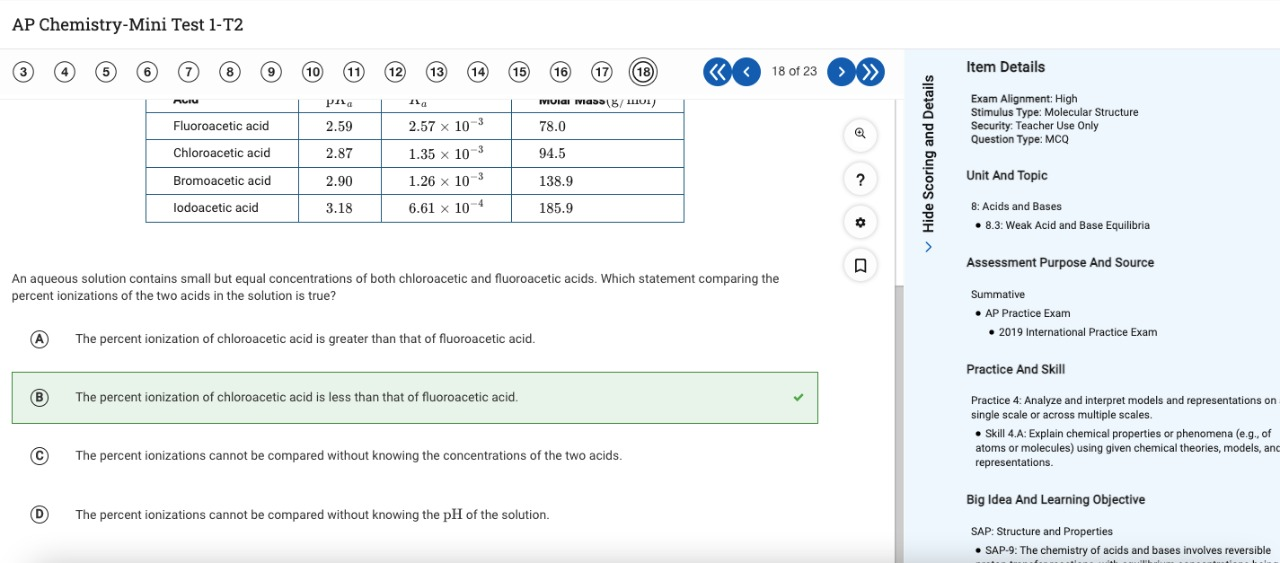 AP Chemistry-Mini Test 1-T2
3 4 5 6 7 8 9 10 11 12 13 14 15 16 17 18 18 of 23
Acid pKₐ Kₐ Molar Mass (g/mol)
Fluoroacetic acid 2.59 2.57 × 10⁻³ 78.0
Chloroacetic acid 2.87 1.35 × 10⁻³ 94.5
Bromoacetic acid 2.90 1.26 × 10⁻³ 138.9
Iodoacetic acid 3.18 6.61 × 10⁻⁴ 185.9
?
An aqueous solution contains small but equal concentrations of both chloroacetic and fluoroacetic acids. Which statement comparing the
percent ionizations of the two acids in the solution is true?
A The percent ionization of chloroacetic acid is greater than that of fluoroacetic acid.
B The percent ionization of chloroacetic acid is less than that of fluoroacetic acid.
C The percent ionizations cannot be compared without knowing the concentrations of the two acids.
D The percent ionizations cannot be compared without knowing the pH of the solution.
Hide Scoring and Details
Item Details
Exam Alignment: High
Stimulus Type: Molecular Structure
Security: Teacher Use Only
Question Type: MCQ
Unit And Topic
8: Acids and Bases
• 8.3: Weak Acid and Base Equilibria
Assessment Purpose And Source
Summative
• AP Practice Exam
• 2019 International Practice Exam
Practice And Skill
Practice 4: Analyze and interpret models and representations on
single scale or across multiple scales.
• Skill 4.A: Explain chemical properties or phenomena (e.g., of
atoms or molecules) using given chemical theories, models, and
representations.
Big Idea And Learning Objective
SAP: Structure and Properties
• SAP-9: The chemistry of acids and bases involves reversible